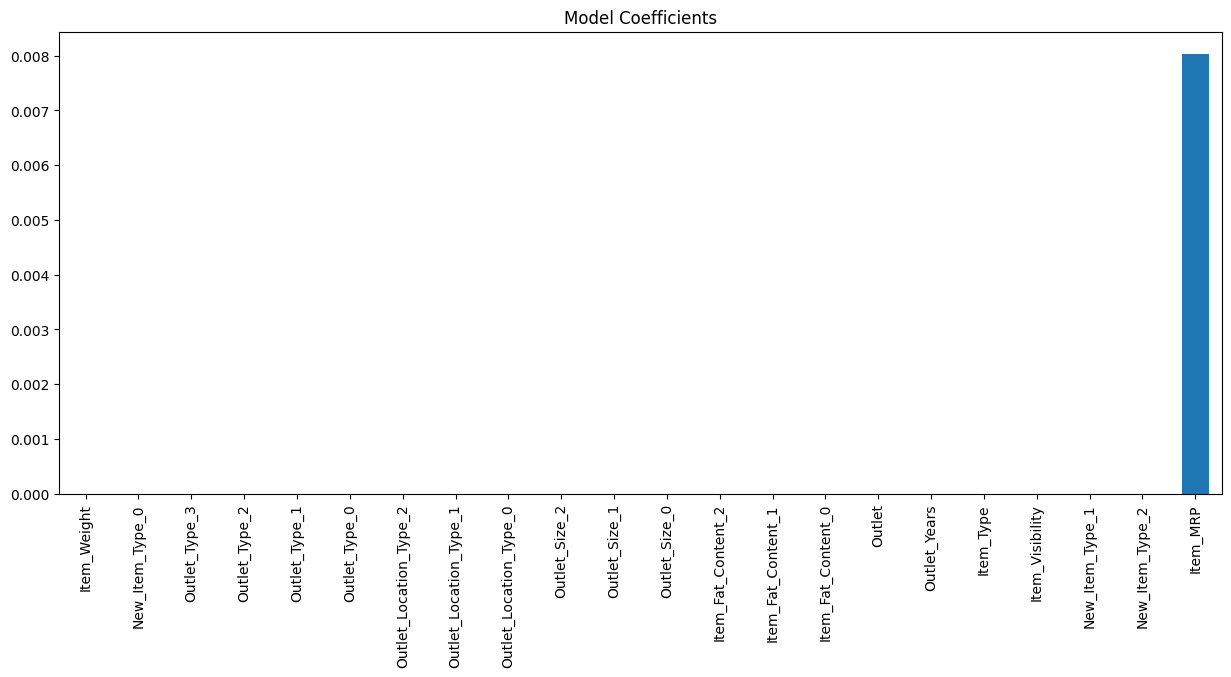 Model Coefficients
0.008
0.007
0.006
0.005
0.004
0.003
0.002
0.001
0.000
Item_Weight
New_Item_Type_0
Outlet_Type_3
Outlet_Type_2
Outlet_Type_1
Outlet_Type_0
Outlet_Location_Type_2
Outlet_Location_Type_1
Outlet_Location_Type_0
Outlet_Size_2
Outlet_Size_1
Outlet_Size_0
Item_Fat_Content_2
Item_Fat_Content_1
Item_Fat_Content_0
Outlet
Outlet_Years
Item_Type
Item_Visibility
New_Item_Type_1
New_Item_Type_2
Item_MRP